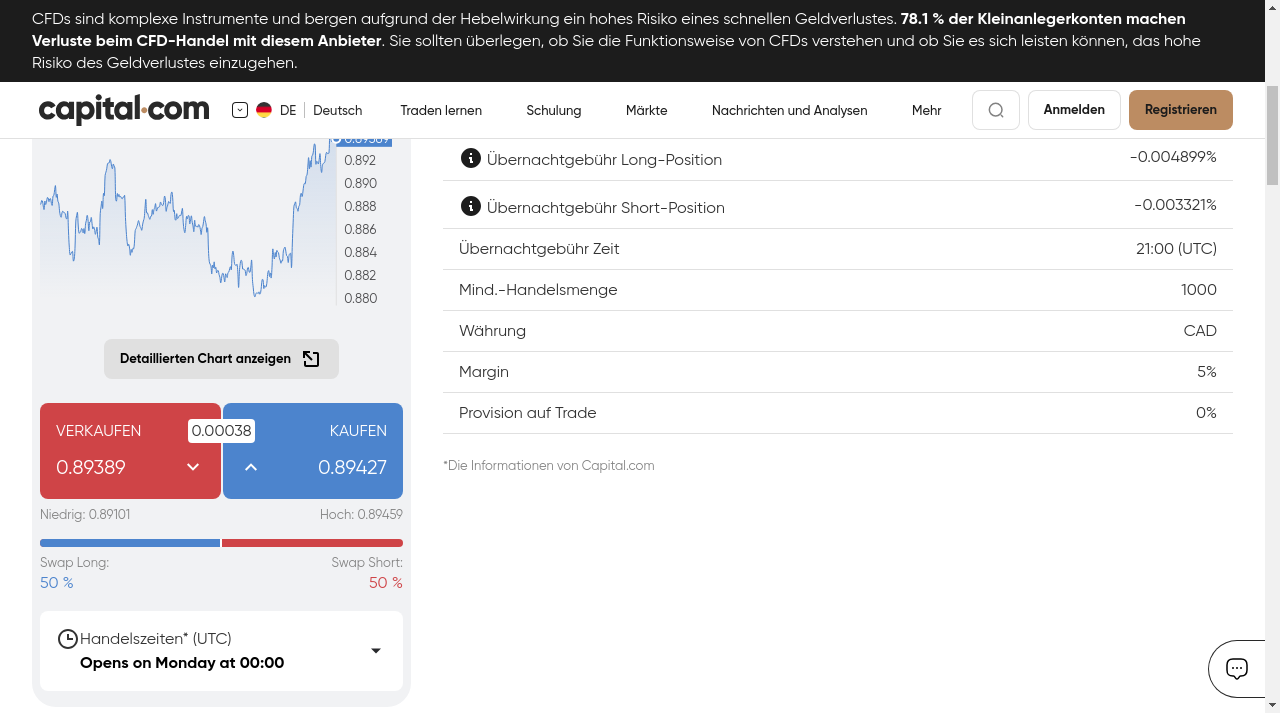 CFDs sind komplexe Instrumente und bergen aufgrund der Hebelwirkung ein hohes Risiko eines schnellen Geldverlustes. 78.1 % der Kleinanlegerkonten machen
Verluste beim CFD-Handel mit diesem Anbieter. Sie sollten überlegen, ob Sie die Funktionsweise von CFDs verstehen und ob Sie es sich leisten können, das hohe
Risiko des Geldverlustes einzugehen.
capital.com
DE
Deutsch
Traden lernen
Schulung
Märkte
Nachrichten und Analysen
Mehr
Anmelden
Registrieren
0.892
0.890
0.888
0.886
0.884
0.882
0.880
Detaillierten Chart anzeigen
VERKAUFEN
0.00038
KAUFEN
0.89389
0.89427
Niedrig: 0.89101
Hoch: 0.89459
Swap Long:
Swap Short:
50 %
50 %
Handelszeiten* (UTC)
Opens on Monday at 00:00
Übernachtgebühr Long-Position
-0.004899%
Übernachtgebühr Short-Position
-0.003321%
Übernachtgebühr Zeit
21:00 (UTC)
Mind.-Handelsmenge
1000
Währung
CAD
Margin
5%
Provision auf Trade
0%
*Die Informationen von Capital.com